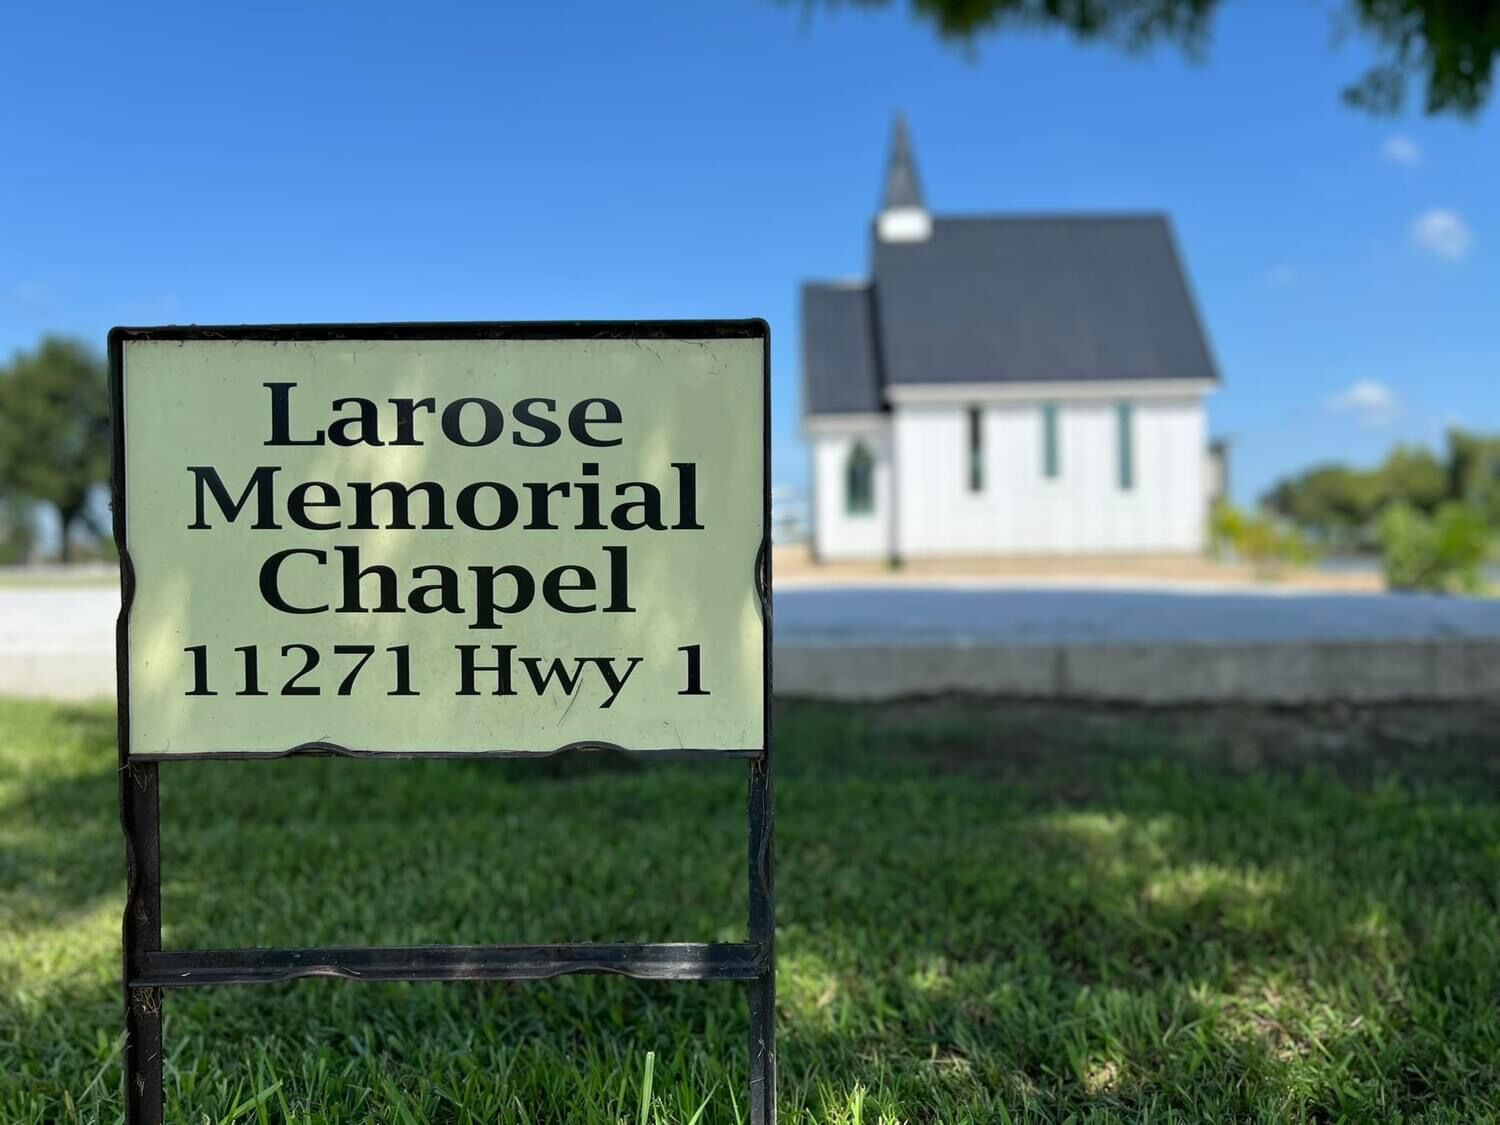 Larose
Memorial
Chapel
11271 Hwy 1